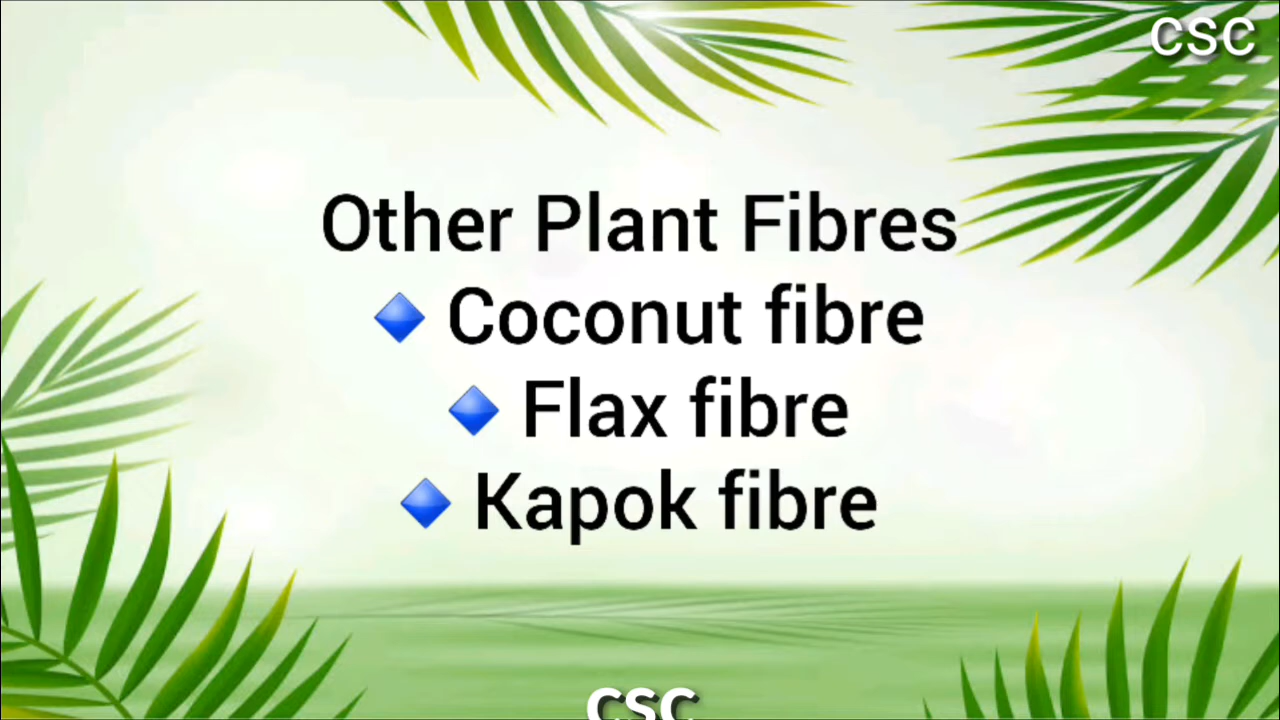 CSC
Other Plant Fibres
🔹 Coconut fibre
🔹 Flax fibre
🔹 Kapok fibre
CSC